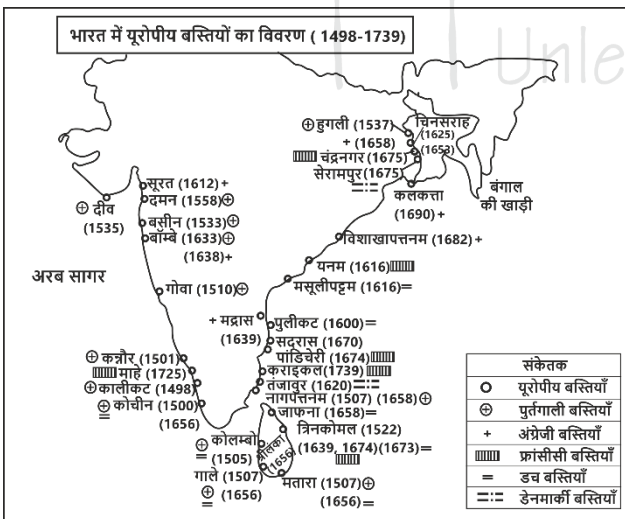 भारत में यूरोपीय बस्तियों का विवरण ( 1498-1739)
Unle
हुगली (1537)
+ (1658)
चिनसराह
(1625)
(1653)
चंद्रनगर (1675)
सेरामपुर (1675
कलकत्ता
(1690) +
बंगाल
की खाड़ी
सूरत (1612) +
दमन (1558)
दीव
(1535)
बसीन (1533)
बॉम्बे (1633)
(1638) +
विशाखापत्तनम (1682) +
यनम (1616)
मसूलीपट्टम (1616) =
अरब सागर
गोवा (1510)
+ मद्रास
(1639)
पुलीकट (1600) =
सद्रास (1670)
पांडिचेरी (1674)
कराइकल (1739)
तंजावुर (1620)
नागपत्तनम (1507) (1658)
जाफना (1658) =
त्रिनकोमल (1522
(1639, 1674) (1673) =
कन्नौर (1501)
माहे (1725)
कालीकट (1498)
कोचीन (1500)
=
(1656)
कोलम्बो
=
(1505)
श्रीलंका
(1656)
गाले (1507)
(1656)
=
मतारा (1507)
(1656) =
संकेतक
यूरोपीय बस्तियाँ
पुर्तगाली बस्तियाँ
+ अंग्रेजी बस्तियाँ
फ्रांसीसी बस्तियाँ
= डच बस्तियाँ
डेनमार्की बस्तियाँ